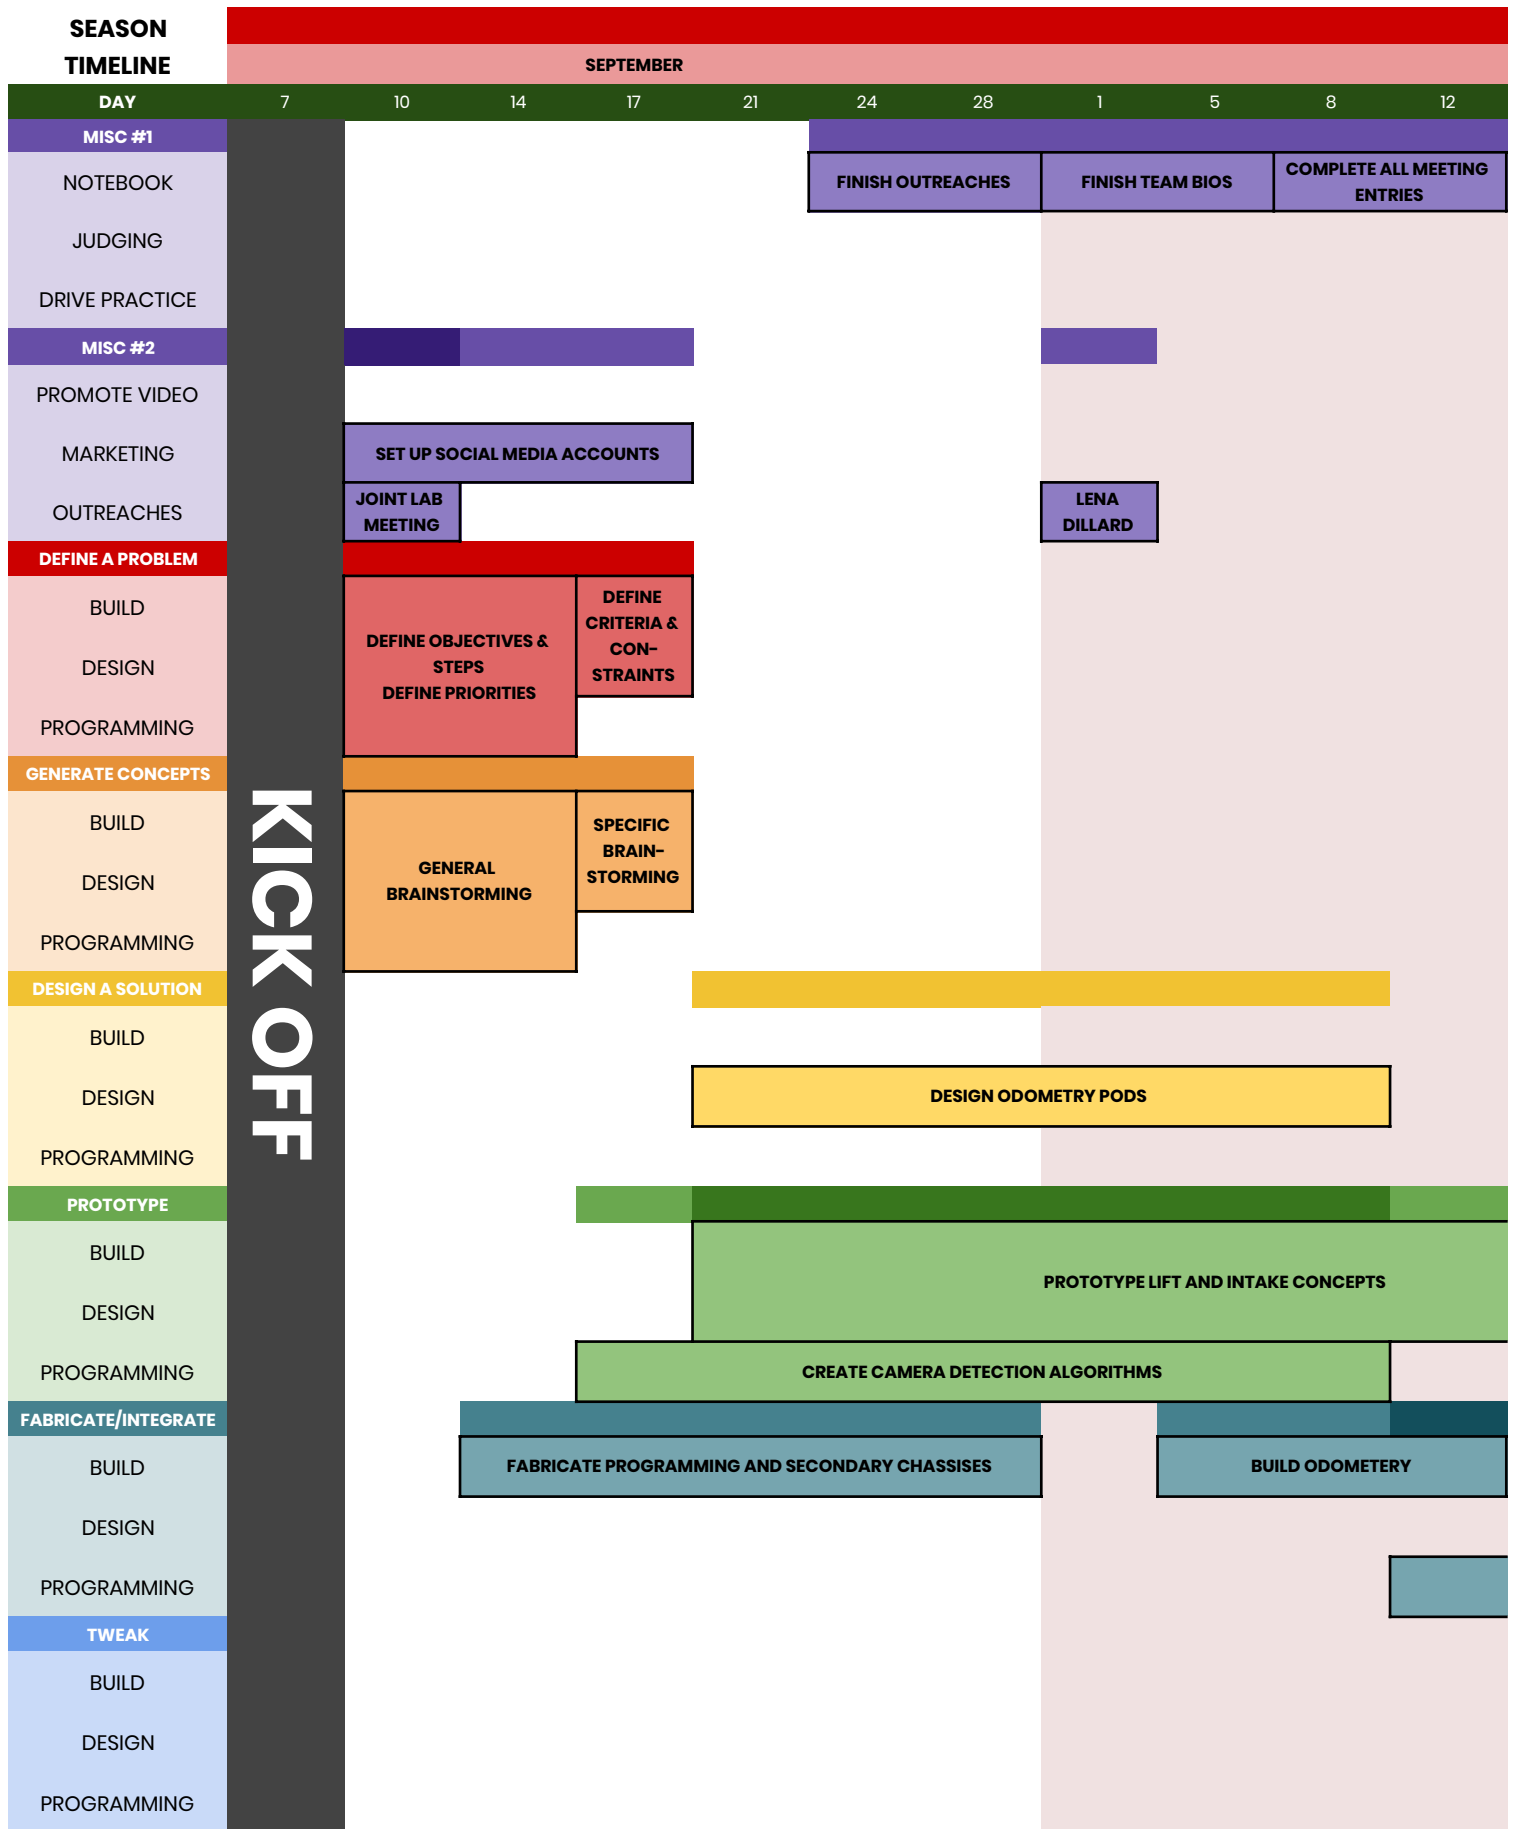 SEASON
TIMELINE
SEPTEMBER
DAY 7 10 14 17 21 24 28 1 5 8 12
MISC #1
NOTEBOOK
FINISH OUTREACHES
FINISH TEAM BIOS
COMPLETE ALL MEETING
ENTRIES
JUDGING
DRIVE PRACTICE
MISC #2
PROMOTE VIDEO
MARKETING
SET UP SOCIAL MEDIA ACCOUNTS
OUTREACHES
JOINT LAB
MEETING
LENA
DILLARD
DEFINE A PROBLEM
BUILD
DESIGN
PROGRAMMING
DEFINE OBJECTIVES &
STEPS
DEFINE PRIORITIES
DEFINE
CRITERIA &
CON-
STRAINTS
GENERATE CONCEPTS
BUILD
DESIGN
PROGRAMMING
GENERAL
BRAINSTORMING
SPECIFIC
BRAIN-
STORMING
KICK OFF
DESIGN A SOLUTION
BUILD
DESIGN
DESIGN ODOMETRY PODS
PROGRAMMING
PROTOTYPE
BUILD
DESIGN
PROTOTYPE LIFT AND INTAKE CONCEPTS
PROGRAMMING
CREATE CAMERA DETECTION ALGORITHMS
FABRICATE/INTEGRATE
BUILD
FABRICATE PROGRAMMING AND SECONDARY CHASSISES
BUILD ODOMETERY
DESIGN
PROGRAMMING
TWEAK
BUILD
DESIGN
PROGRAMMING